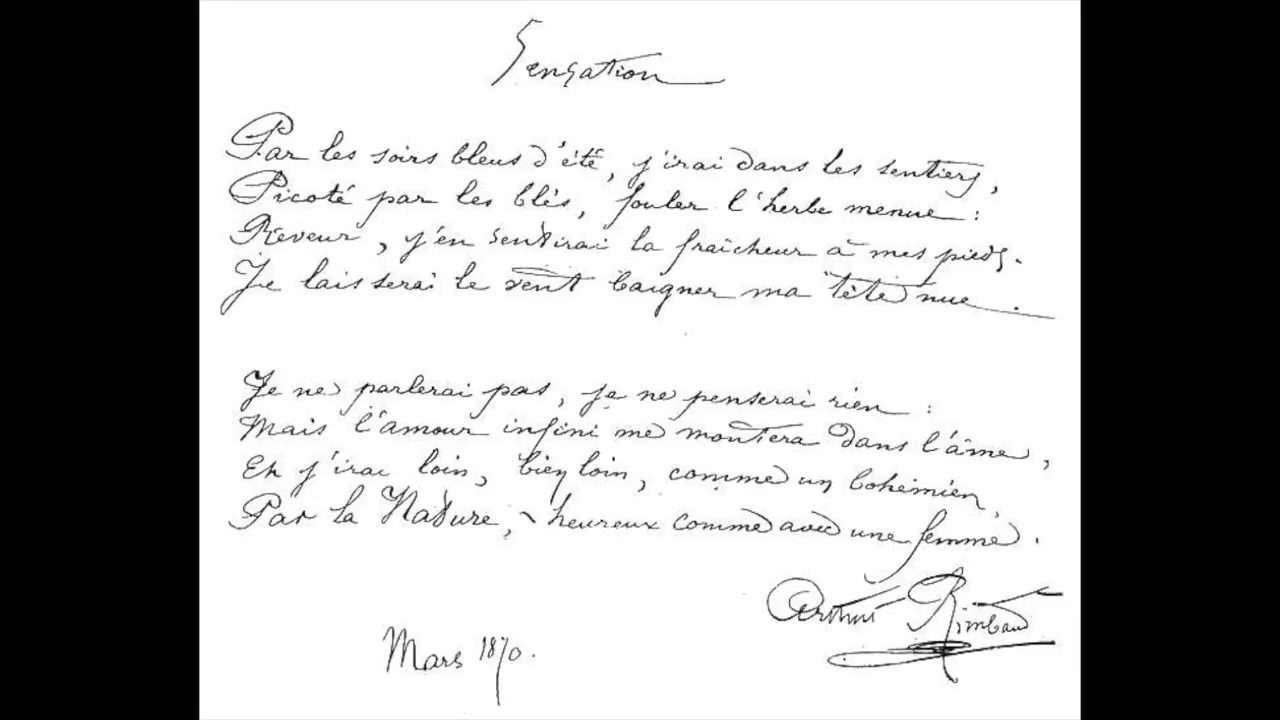 Sensation
Par les soirs bleus d'été, j'irai dans les sentiers,
Picoté par les blés, fouler l'herbe menue :
Rêveur, j'en sentirai la fraîcheur à mes pieds.
Je laisserai le vent baigner ma tête nue.
Je ne parlerai pas, je ne penserai rien :
Mais l'amour infini me montera dans l'âme,
Et j'irai loin, bien loin, comme un bohémien,
Par la Nature, - heureux comme avec une femme.
Arthur Rimbaud
Mars 1870.